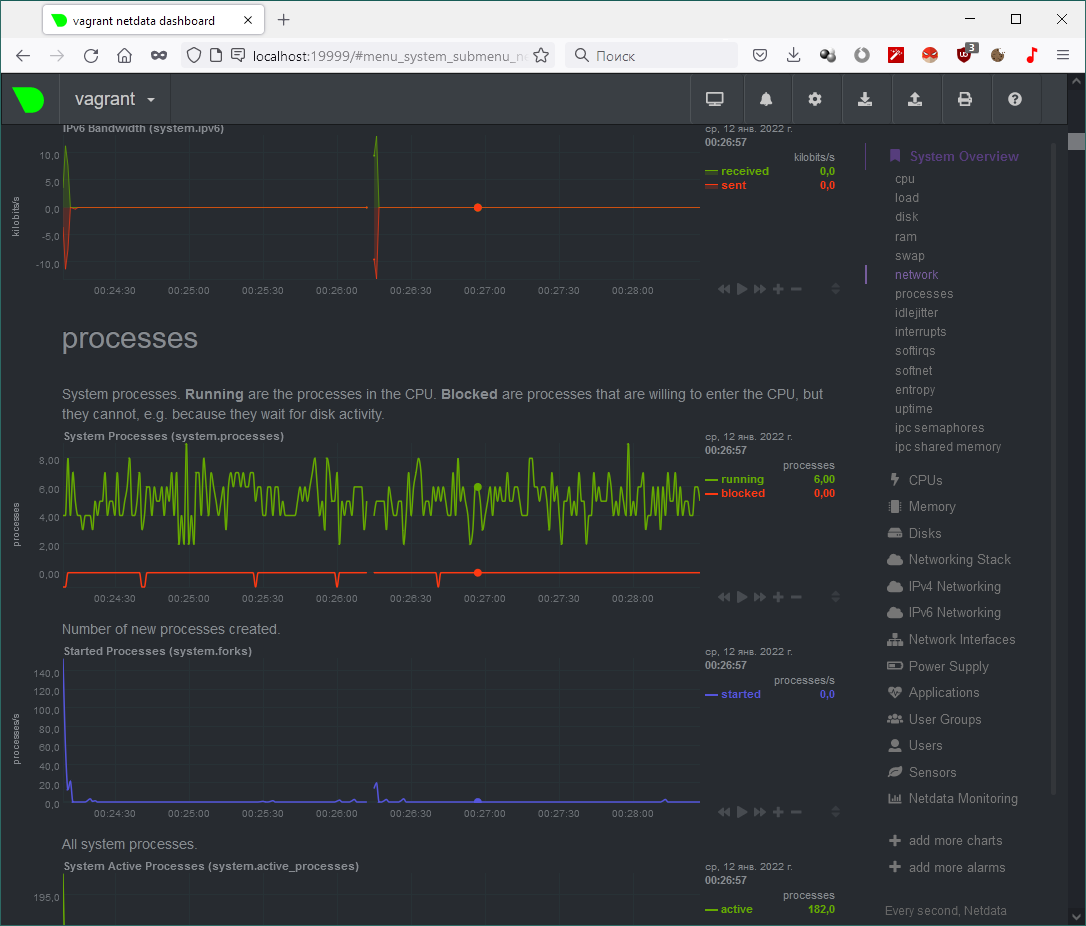 vagrant netdata dashboard
localhost:19999/#menu_system_submenu_ne
Поиск
3
vagrant
IPv6 Bandwidth (system.ipv6)
ср, 12 янв. 2022 г.
00:26:57
kilobits/s
received 0,0
sent 0,0
kilobits/s
10,0
5,0
0,0
-5,0
-10,0
00:24:30 00:25:00 00:25:30 00:26:00 00:26:30 00:27:00 00:27:30 00:28:00
processes
System processes. Running are the processes in the CPU. Blocked are processes that are willing to enter the CPU, but
they cannot, e.g. because they wait for disk activity.
System Processes (system.processes)
ср, 12 янв. 2022 г.
00:26:57
processes
running 6,00
blocked 0,00
processes
8,00
6,00
4,00
2,00
0,00
00:24:30 00:25:00 00:25:30 00:26:00 00:26:30 00:27:00 00:27:30 00:28:00
Number of new processes created.
Started Processes (system.forks)
ср, 12 янв. 2022 г.
00:26:57
processes/s
started 0,0
processes/s
140,0
120,0
100,0
80,0
60,0
40,0
20,0
0,0
00:24:30 00:25:00 00:25:30 00:26:00 00:26:30 00:27:00 00:27:30 00:28:00
All system processes.
System Active Processes (system.active_processes)
ср, 12 янв. 2022 г.
00:26:57
processes
active 182,0
195,0
System Overview
cpu
load
disk
ram
swap
network
processes
idlejitter
interrupts
softirqs
softnet
entropy
uptime
ipc semaphores
ipc shared memory
CPUs
Memory
Disks
Networking Stack
IPv4 Networking
IPv6 Networking
Network Interfaces
Power Supply
Applications
User Groups
Users
Sensors
Netdata Monitoring
add more charts
add more alarms
Every second, Netdata